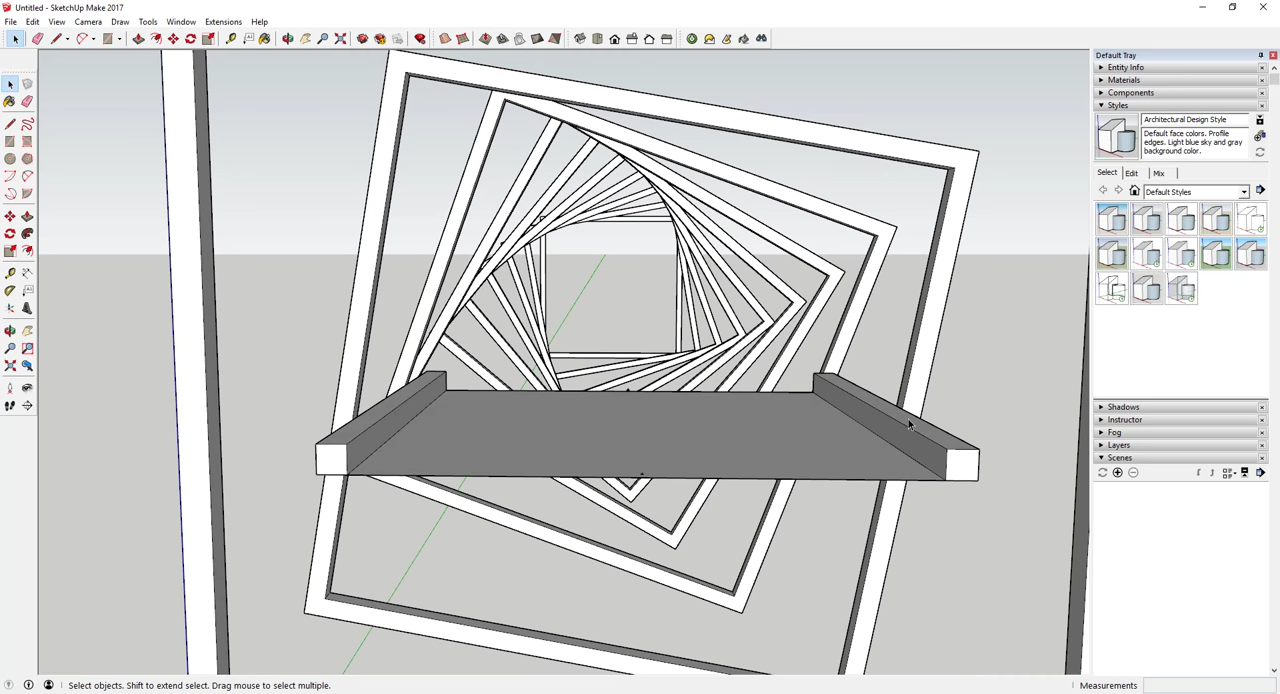 Untitled - SketchUp Make 2017
File Edit View Camera Draw Tools Window Extensions Help
Default Tray
Entity Info
Materials
Components
Styles
Architectural Design Style
Default face colors. Profile
edges. Light blue sky and gray
background color.
Select Edit Mix
Default Styles
Shadows
Instructor
Fog
Layers
Scenes
Select objects. Shift to extend select. Drag mouse to select multiple.
Measurements